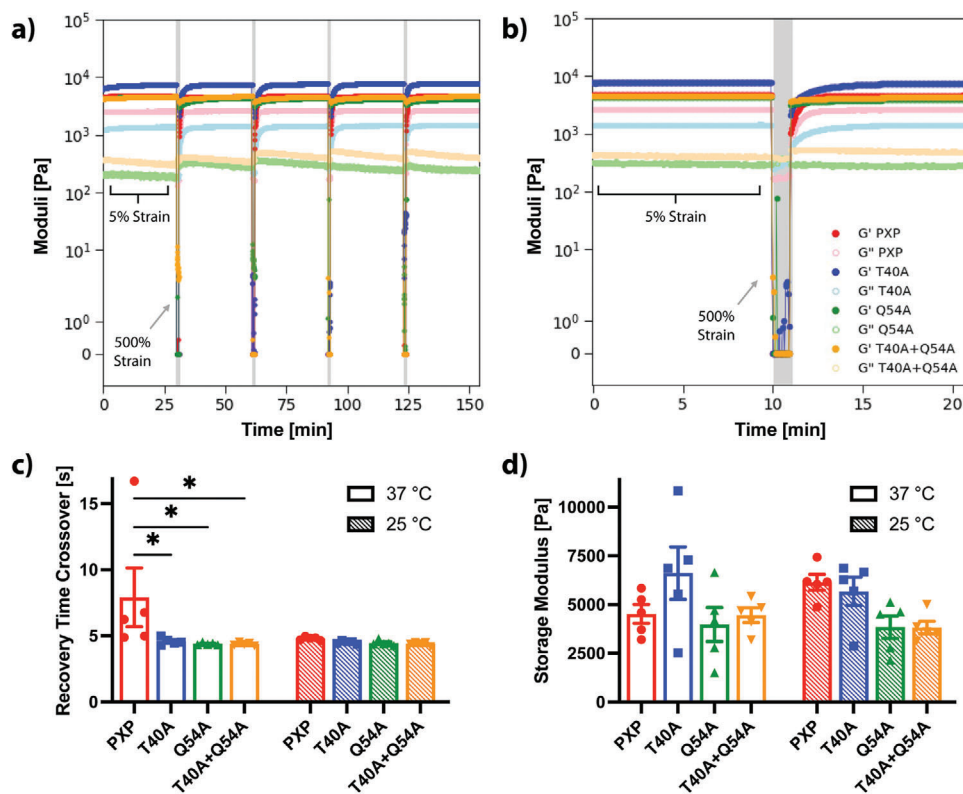 a)
b)
Moduli [Pa]
10⁵
10⁴
10³
10²
10¹
10⁰
0
5% Strain
500%
Strain
0 25 50 75 100 125 150
Time [min]
Moduli [Pa]
10⁵
10⁴
10³
10²
10¹
10⁰
0
5% Strain
500%
Strain
G' PXP
G" PXP
G' T40A
G" T40A
G' Q54A
G" Q54A
G' T40A+Q54A
G" T40A+Q54A
0 5 10 15 20
Time [min]
c)
d)
Recovery Time Crossover [s]
15
10
5
0
* 
*
*
37 °C
25 °C
PXP T40A Q54A T40A+Q54A PXP T40A Q54A T40A+Q54A
Storage Modulus [Pa]
10000
7500
5000
2500
0
37 °C
25 °C
PXP T40A Q54A T40A+Q54A PXP T40A Q54A T40A+Q54A